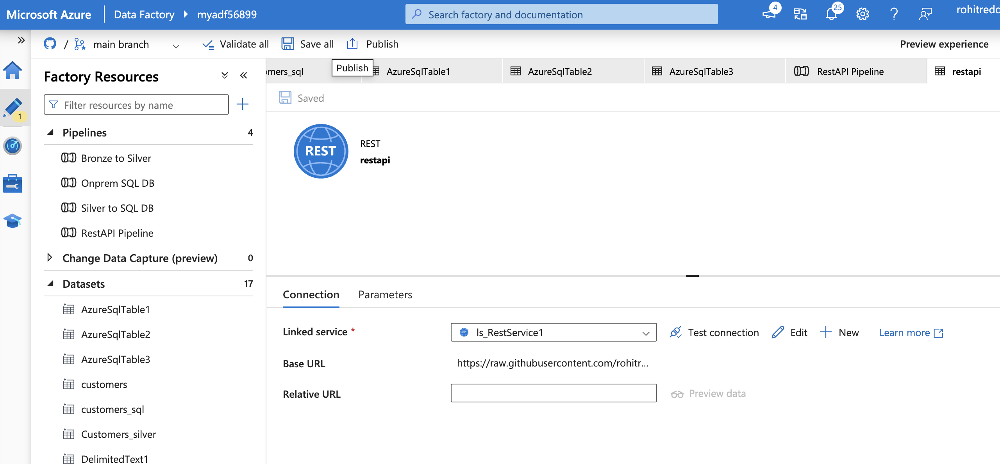 Microsoft Azure
Data Factory
myadf56899
Search factory and documentation
4
25
rohitredd
main branch
Validate all
Save all
Publish
Preview experience
Publish
omers_sql
AzureSqlTable1
AzureSqlTable2
AzureSqlTable3
RestAPI Pipeline
restapi
Factory Resources
Filter resources by name
1
Pipelines 4
Bronze to Silver
Onprem SQL DB
Silver to SQL DB
RestAPI Pipeline
Change Data Capture (preview) 0
Datasets 17
AzureSqlTable1
AzureSqlTable2
AzureSqlTable3
customers
customers_sql
Customers_silver
DelimitedText1
Saved
REST
REST
restapi
Connection
Parameters
Linked service *
REST
ls_RestService1
Test connection
Edit
New
Learn more
Base URL
https://raw.githubusercontent.com/rohitr...
Relative URL
Preview data